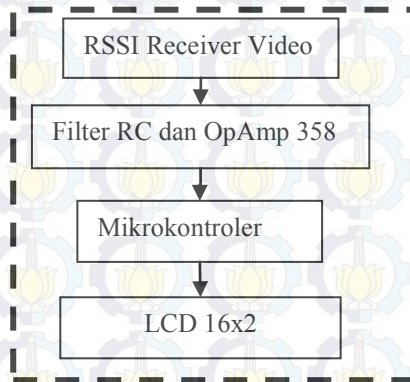 RSSI Receiver Video
Filter RC dan OpAmp 358
Mikrokontroler
LCD 16x2